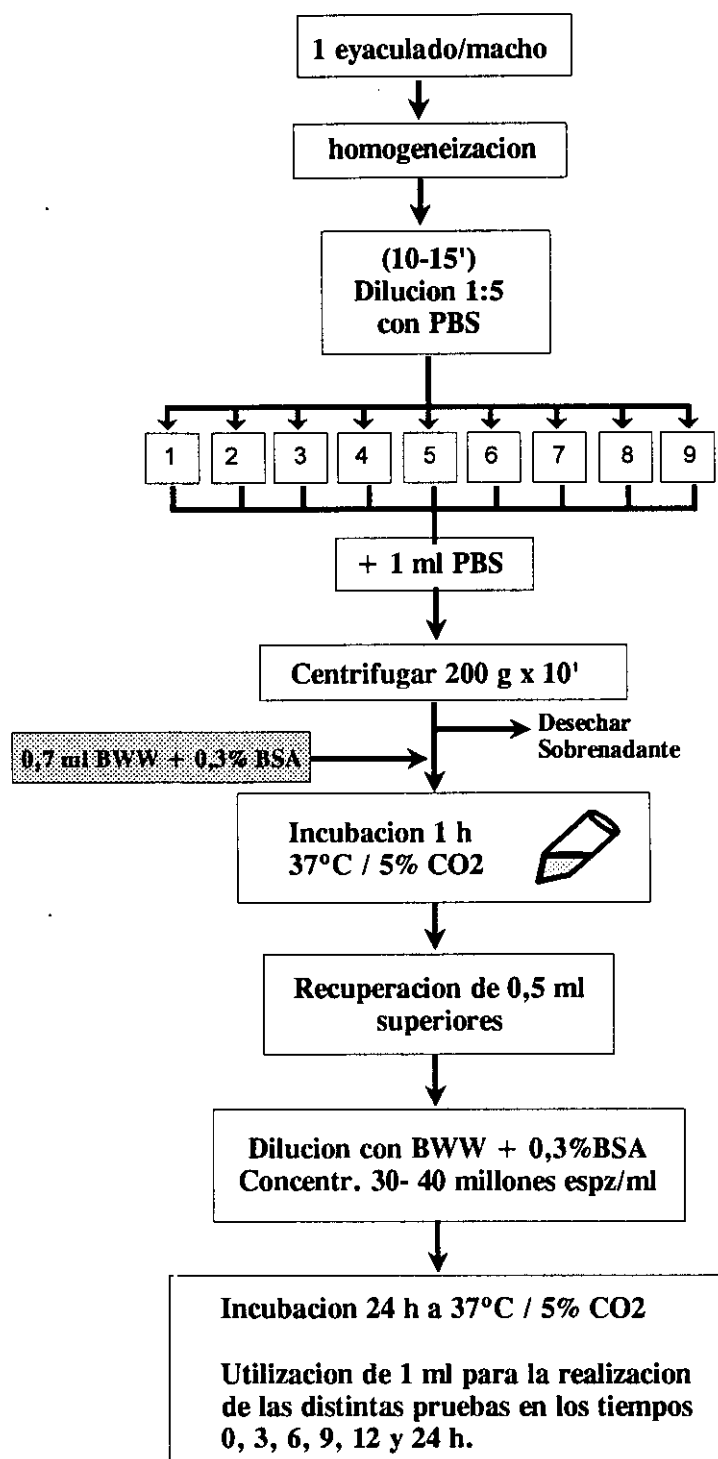 1 eyaculado/macho
homogeneizacion
(10-15')
Dilucion 1:5
con PBS
1 2 3 4 5 6 7 8 9
+ 1 ml PBS
Centrifugar 200 g x 10'
Desechar
Sobrenadante
0,7 ml BWW + 0,3% BSA
Incubacion 1 h
37ºC / 5% CO2
Recuperacion de 0,5 ml
superiores
Dilucion con BWW + 0,3%BSA
Concentr. 30- 40 millones espz/ml
Incubacion 24 h a 37ºC / 5% CO2
Utilizacion de 1 ml para la realizacion
de las distintas pruebas en los tiempos
0, 3, 6, 9, 12 y 24 h.